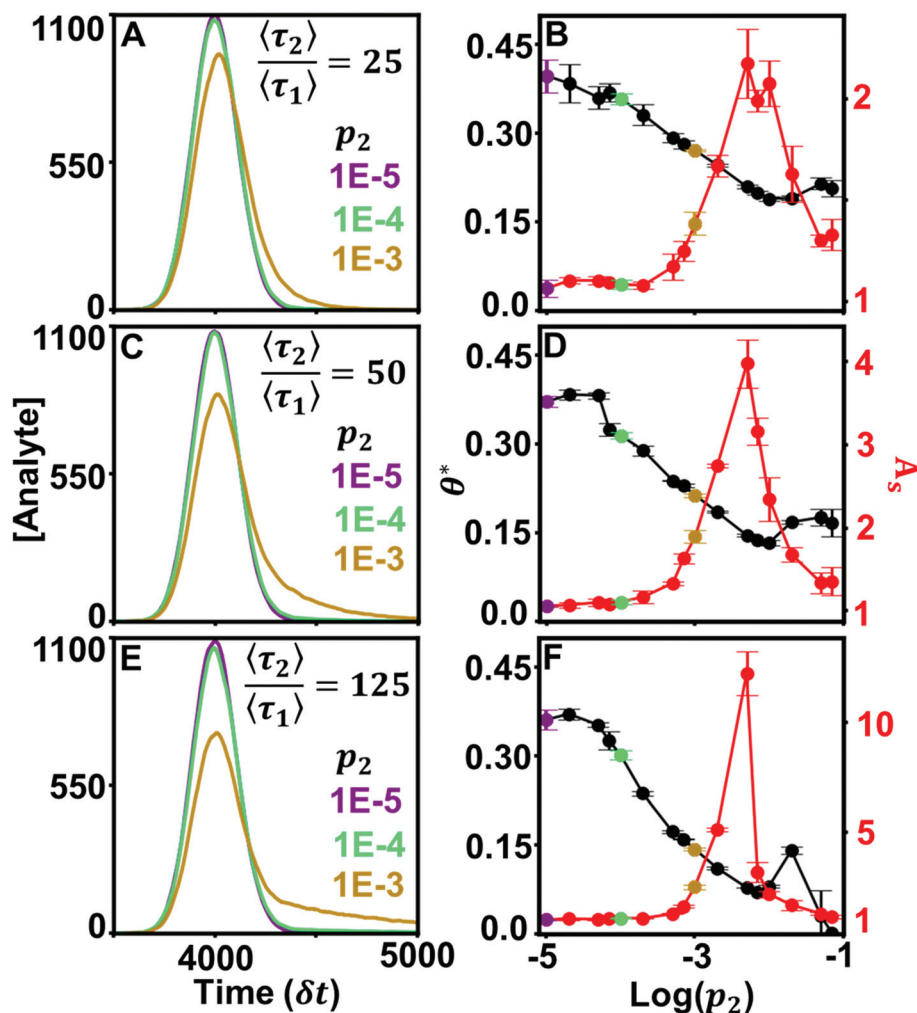 [Analyte]
1100
550
0
A
⟨τ₂⟩/⟨τ₁⟩ = 25
p₂
1E-5
1E-4
1E-3
B
0.45
0.30
0.15
0.0
2
1
1100
550
0
C
⟨τ₂⟩/⟨τ₁⟩ = 50
p₂
1E-5
1E-4
1E-3
D
θ*
0.45
0.30
0.15
0.00
4
3
2
1
Aₛ
1100
550
0
E
⟨τ₂⟩/⟨τ₁⟩ = 125
p₂
1E-5
1E-4
1E-3
4000
5000
Time (δt)
F
0.45
0.30
0.15
0.00
10
5
1
-5
-3
-1
Log(p₂)